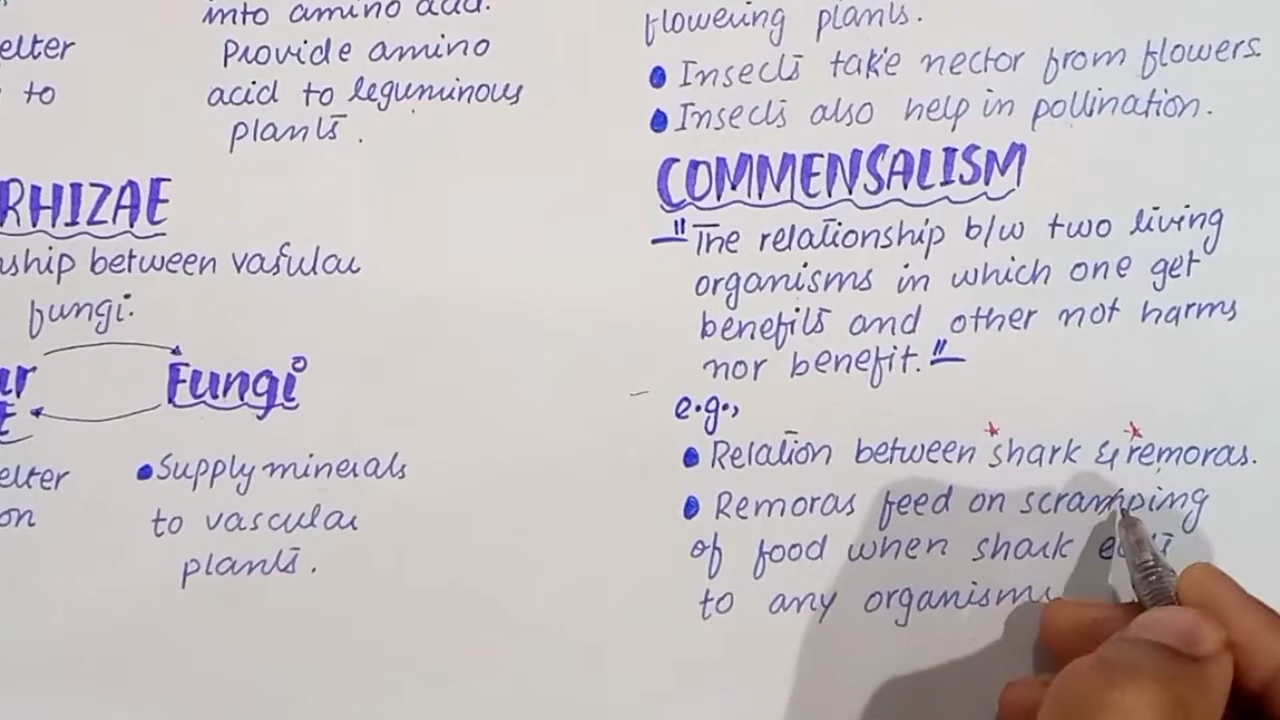 into amino acid.
elter
Provide amino
to
acid to leguminous
plants.
RHIZAE
ship between
fungi.
Fungi
elter
on
• Supply minerals
to vascular
plants.
flowering plants.
• Insects take nector from flowers.
• Insects also help in pollination.
COMMENSALISM
"The relationship b/w two living
organisms in which one get
benefits and other not harms
nor benefit."
e.g.,
• Relation between shark & remoras.
• Remoras feed on
of food when shark
to any organisms